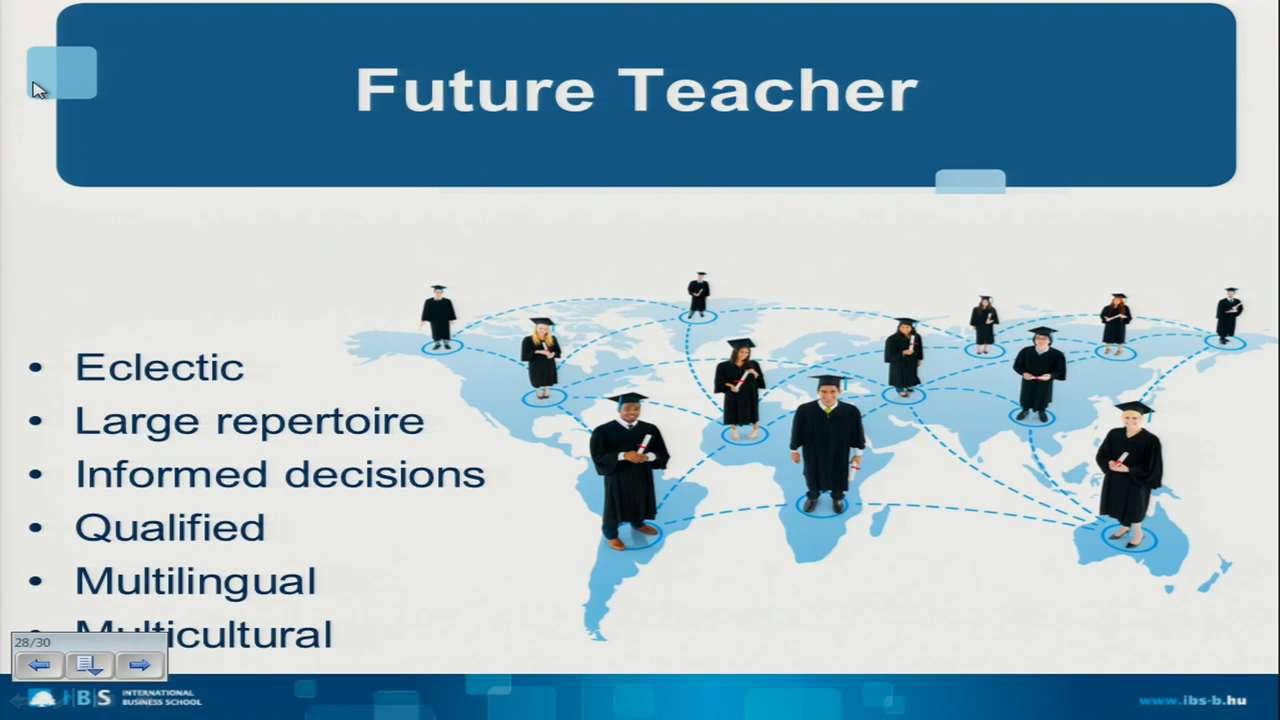 Future Teacher
• Eclectic
• Large repertoire
• Informed decisions
• Qualified
• Multilingual
• Multicultural
28/30
IBS INTERNATIONAL
BUSINESS SCHOOL
www.ibs-b.hu